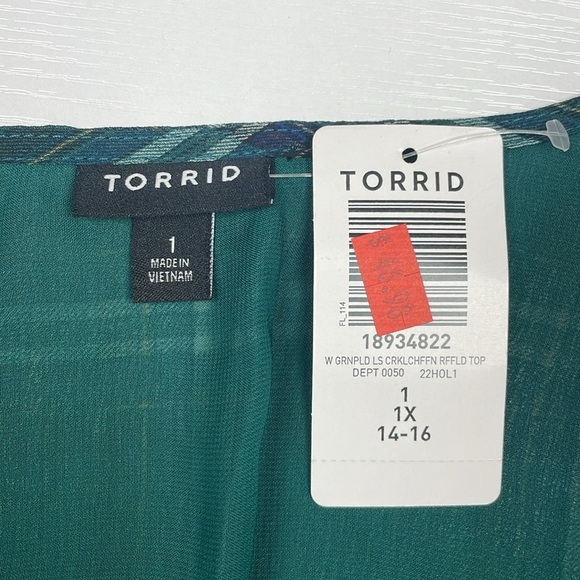 TORRID
1
MADE IN
VIETNAM
TORRID
FL_114
18934822
W GRNPLD LS CRKLCHFFN RFFLD TOP
DEPT 0050 22HOL1
1
1X
14-16